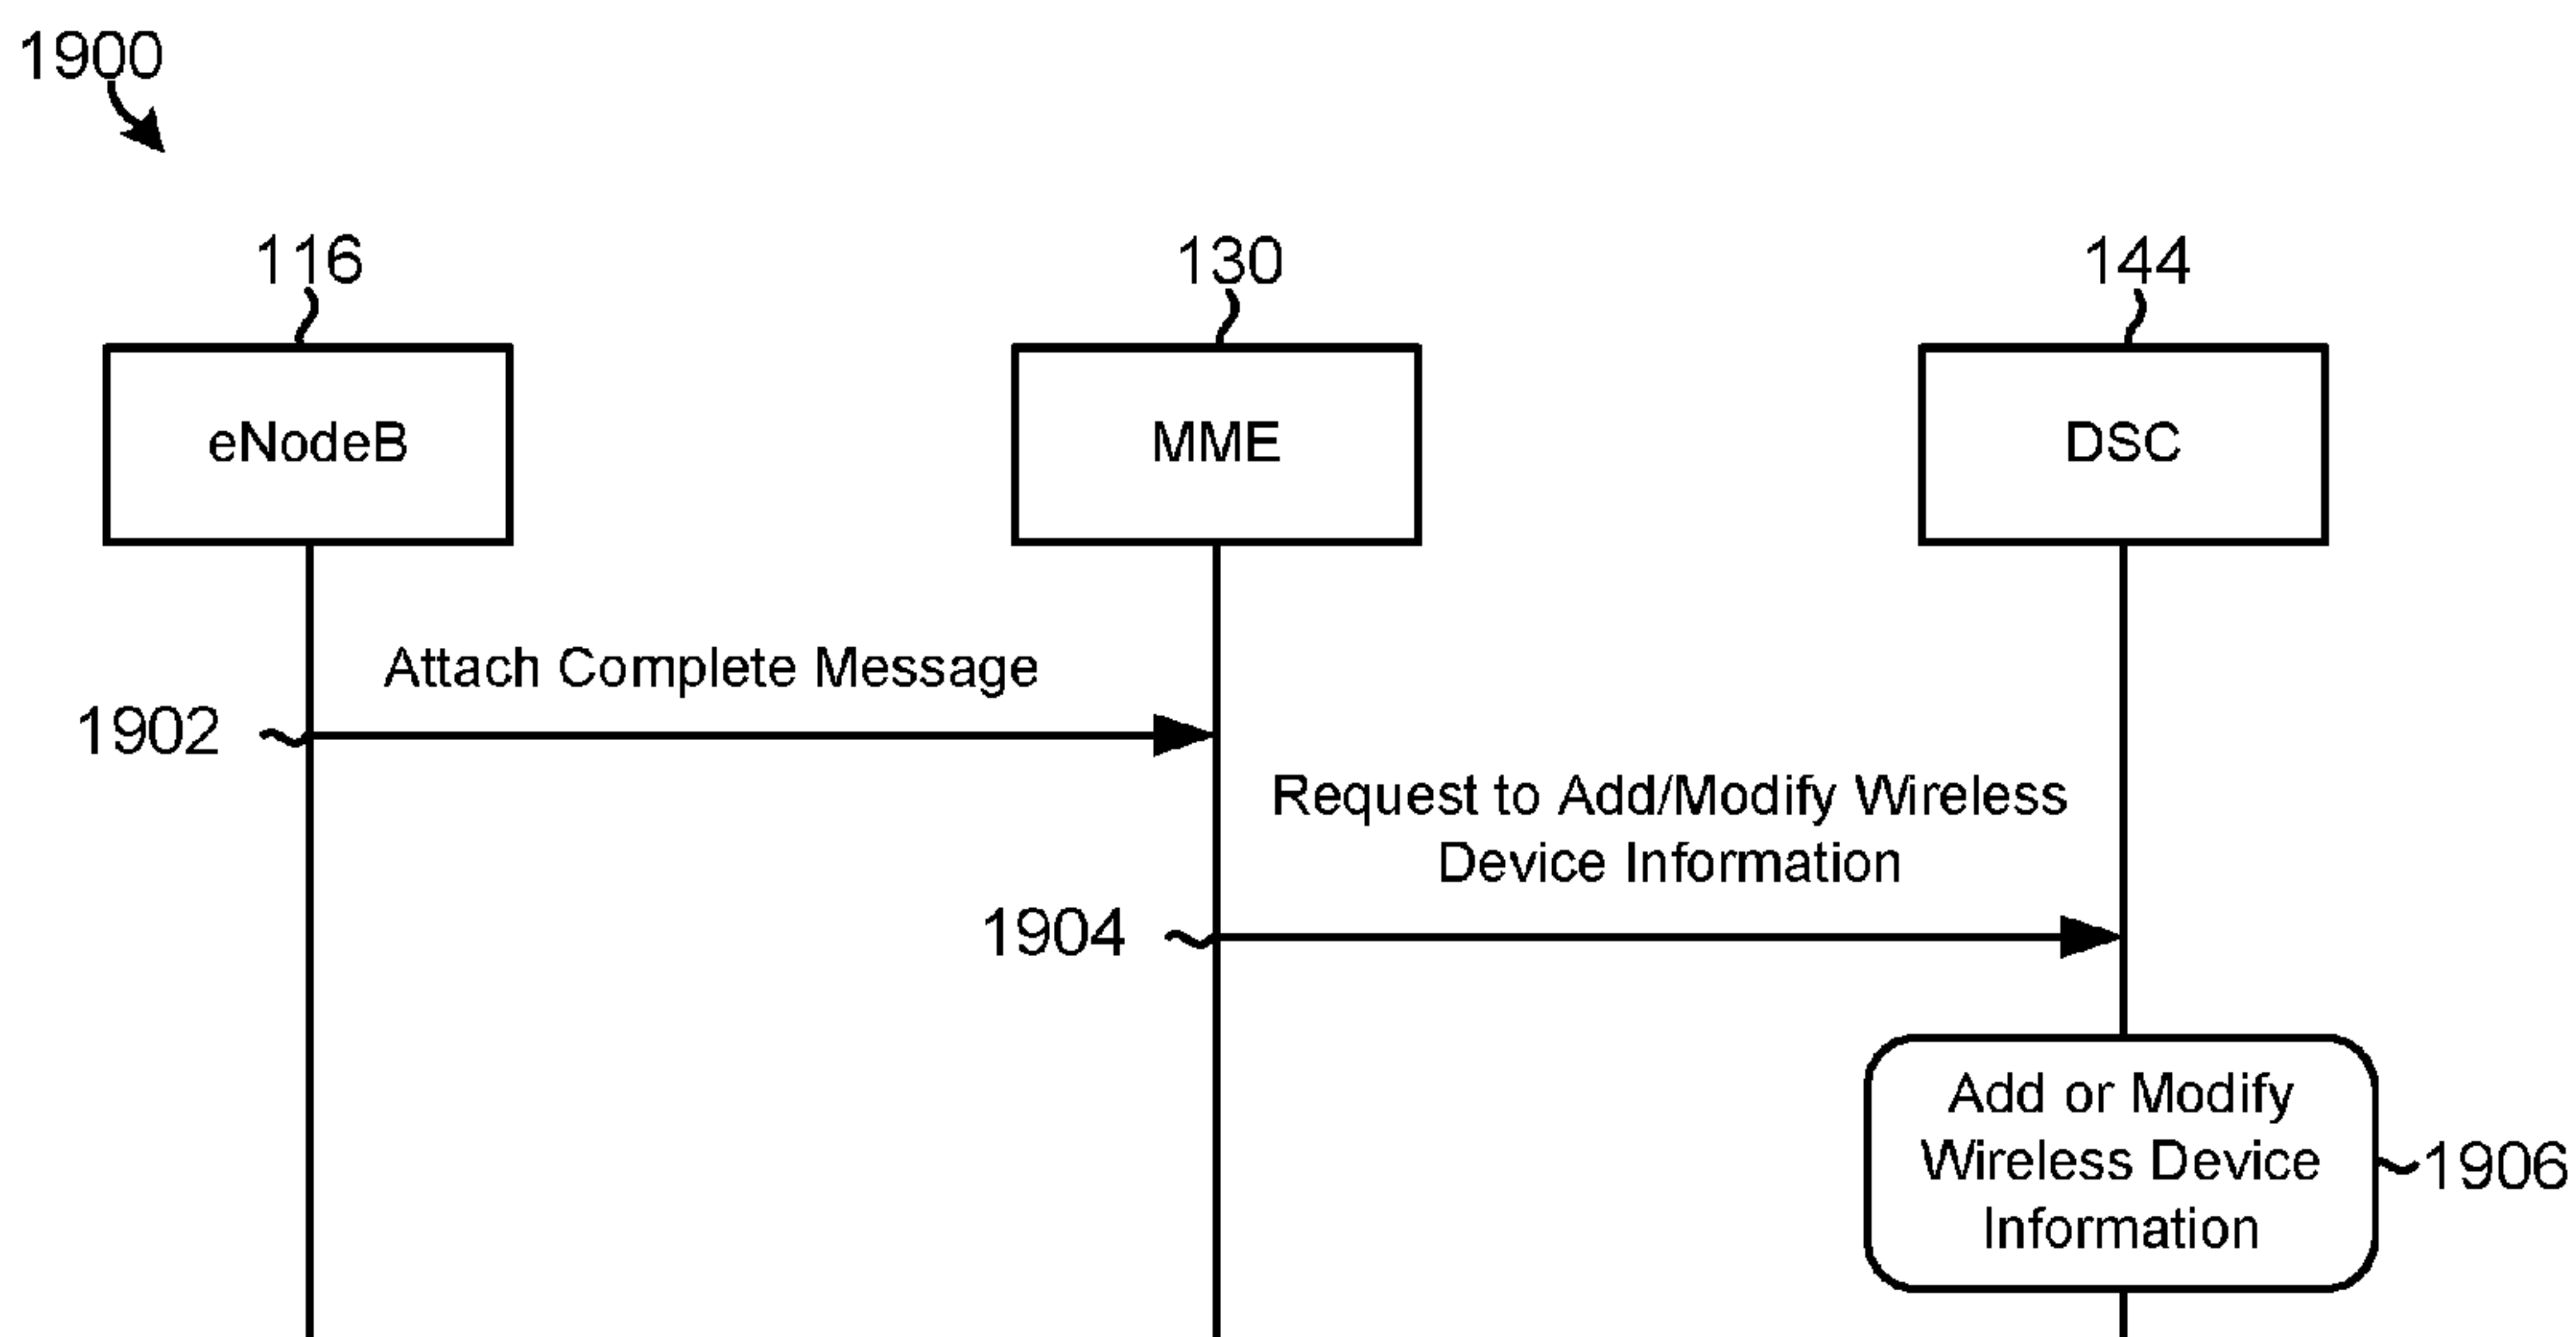 1900
116
130
144
eNodeB
MME
DSC
Attach Complete Message
1902
Request to Add/Modify Wireless
Device Information
1904
Add or Modify
Wireless Device
Information
1906